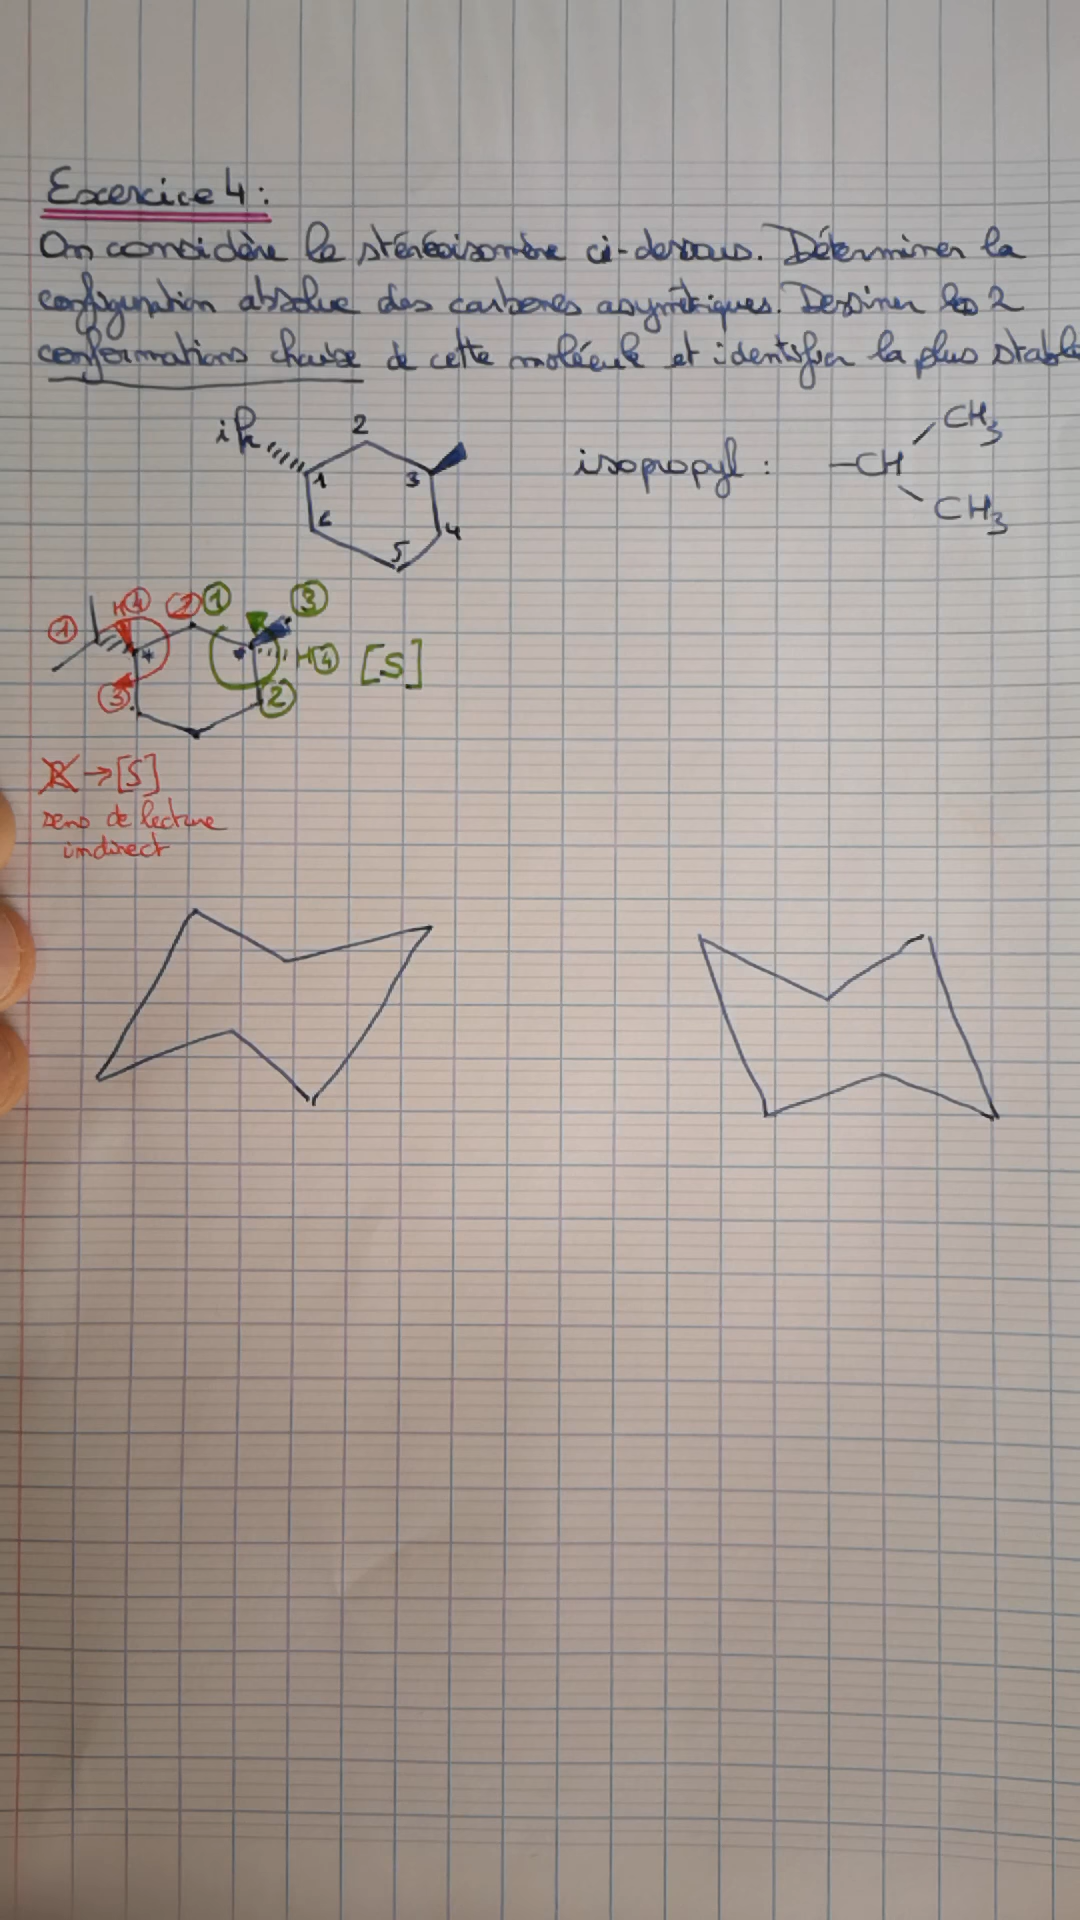 Exercice 4 :
On considère le stéréoisomère ci-dessous. Déterminer la
configuration absolue des carbones asymétriques. Dessiner les 2
conformations chaise de cette molécule et identifier la plus stable
iPr 2 1 3 6 4 5
isopropyl : -CH CH3 CH3
1 H 4 2 1 3 * * H 4 [S]
3 2
R → [S]
sens de lecture
indirect